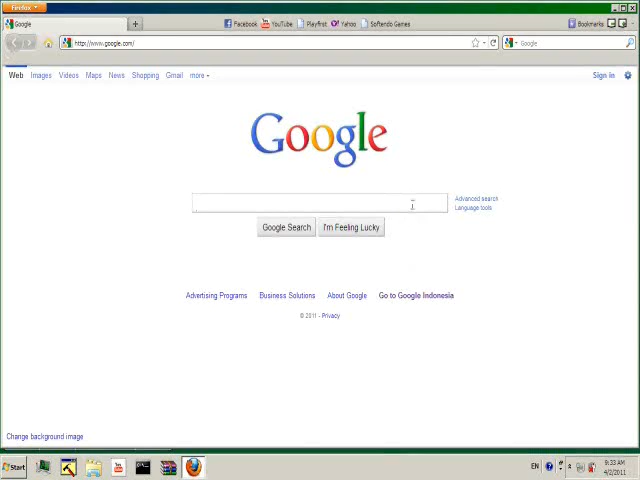 Firefox
Google
Facebook YouTube Playfirst Yahoo Softendo Games Bookmarks
http://www.google.com/
Google
Web Images Videos Maps News Shopping Gmail more
Sign in
Google
Advanced search
Language tools
Google Search I'm Feeling Lucky
Advertising Programs Business Solutions About Google Go to Google Indonesia
© 2011 - Privacy
Change background image
Start
EN
9:33 AM
4/2/2011